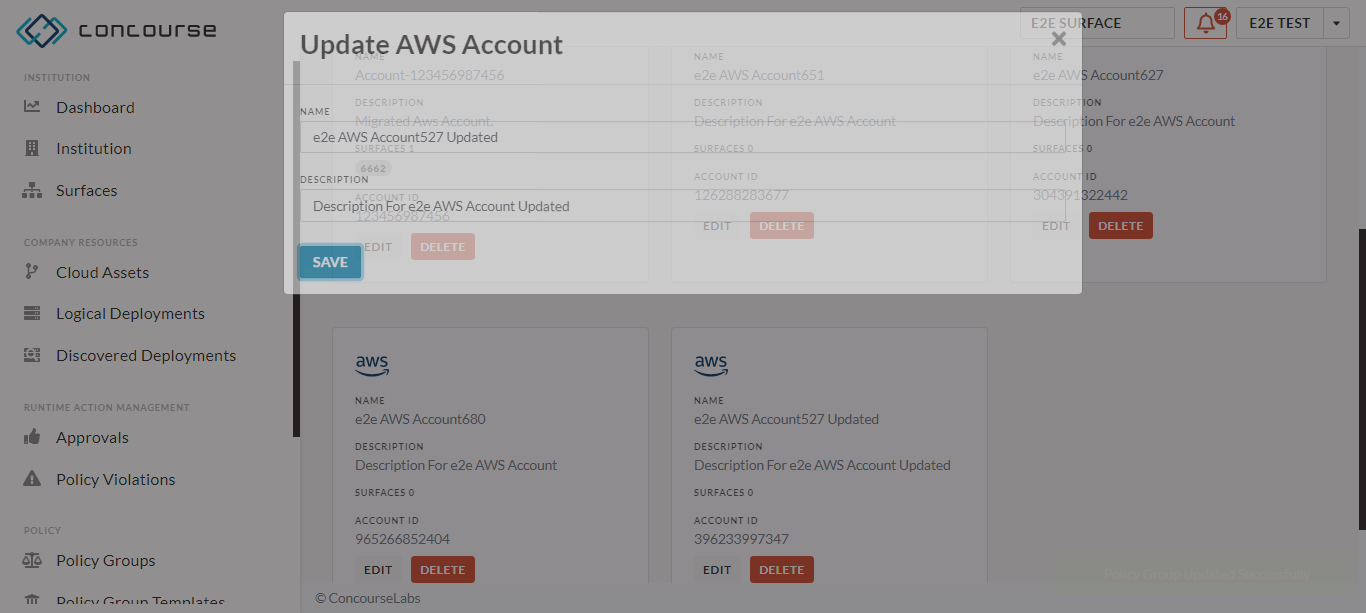 concourse
E2E SURFACE
16
E2E TEST
INSTITUTION
Dashboard
Institution
Surfaces
COMPANY RESOURCES
Cloud Assets
Logical Deployments
Discovered Deployments
RUNTIME ACTION MANAGEMENT
Approvals
Policy Violations
POLICY
Policy Groups
Policy Group Templates
Update AWS Account
×
NAME
e2e AWS Account527 Updated
DESCRIPTION
Description For e2e AWS Account Updated
SAVE
NAME
Account-123456987456
DESCRIPTION
Migrated Aws Account.
SURFACES 1
6662
ACCOUNT ID
123456987456
EDIT DELETE
NAME
e2e AWS Account651
DESCRIPTION
Description For e2e AWS Account
SURFACES 0
ACCOUNT ID
126288283677
EDIT DELETE
NAME
e2e AWS Account627
DESCRIPTION
Description For e2e AWS Account
SURFACES 0
ACCOUNT ID
304391322442
EDIT DELETE
aws
NAME
e2e AWS Account680
DESCRIPTION
Description For e2e AWS Account
SURFACES 0
ACCOUNT ID
965266852404
EDIT DELETE
aws
NAME
e2e AWS Account527 Updated
DESCRIPTION
Description For e2e AWS Account Updated
SURFACES 0
ACCOUNT ID
396233997347
EDIT DELETE
Policy Group Updated Successfully
© ConcourseLabs